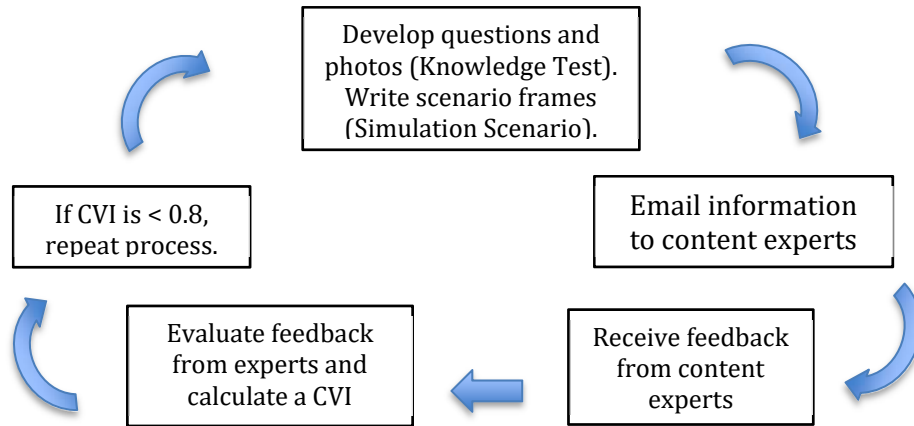 Develop questions and
photos (Knowledge Test).
Write scenario frames
(Simulation Scenario).
Email information
to content experts
Receive feedback
from content
experts
Evaluate feedback
from experts and
calculate a CVI
If CVI is < 0.8,
repeat process.